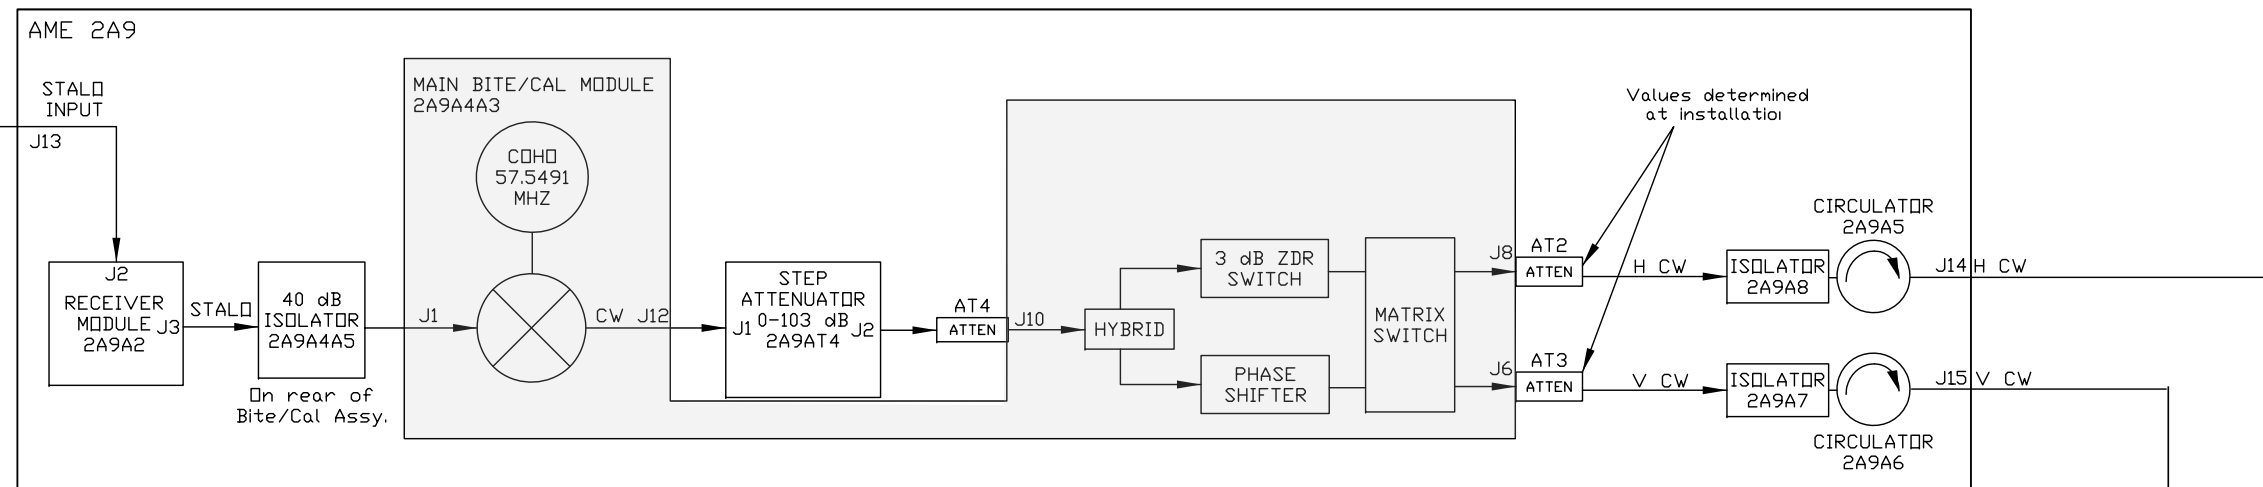 AME 2A9
STALO
INPUT
J13
J2
RECEIVER
MODULE
2A9A2
J3
STALO
40 dB
ISOLATOR
2A9A4A5
On rear of
Bite/Cal Assy.
MAIN BITE/CAL MODULE
2A9A4A3
COHO
57.5491
MHZ
J1
CW
J12
STEP
ATTENUATOR
0-103 dB
2A9AT4
J1
J2
AT4
ATTEN
J10
HYBRID
3 dB ZDR
SWITCH
PHASE
SHIFTER
MATRIX
SWITCH
J8
AT2
ATTEN
J6
AT3
ATTEN
Values determined
at installation
H CW
V CW
ISOLATOR
2A9A8
ISOLATOR
2A9A7
CIRCULATOR
2A9A5
CIRCULATOR
2A9A6
J14
H CW
J15
V CW